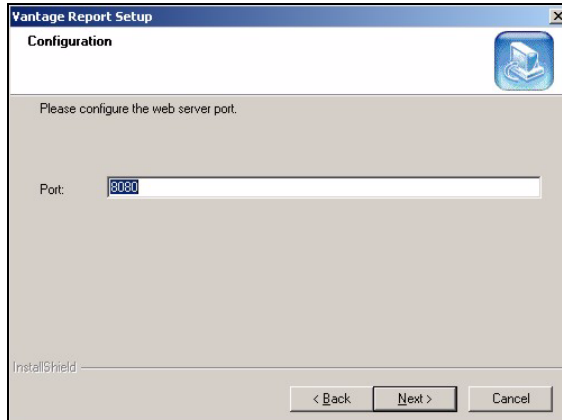 Vantage Report Setup
Configuration
Please configure the web server port.
Port: 8080
InstallShield
< Back Next > Cancel